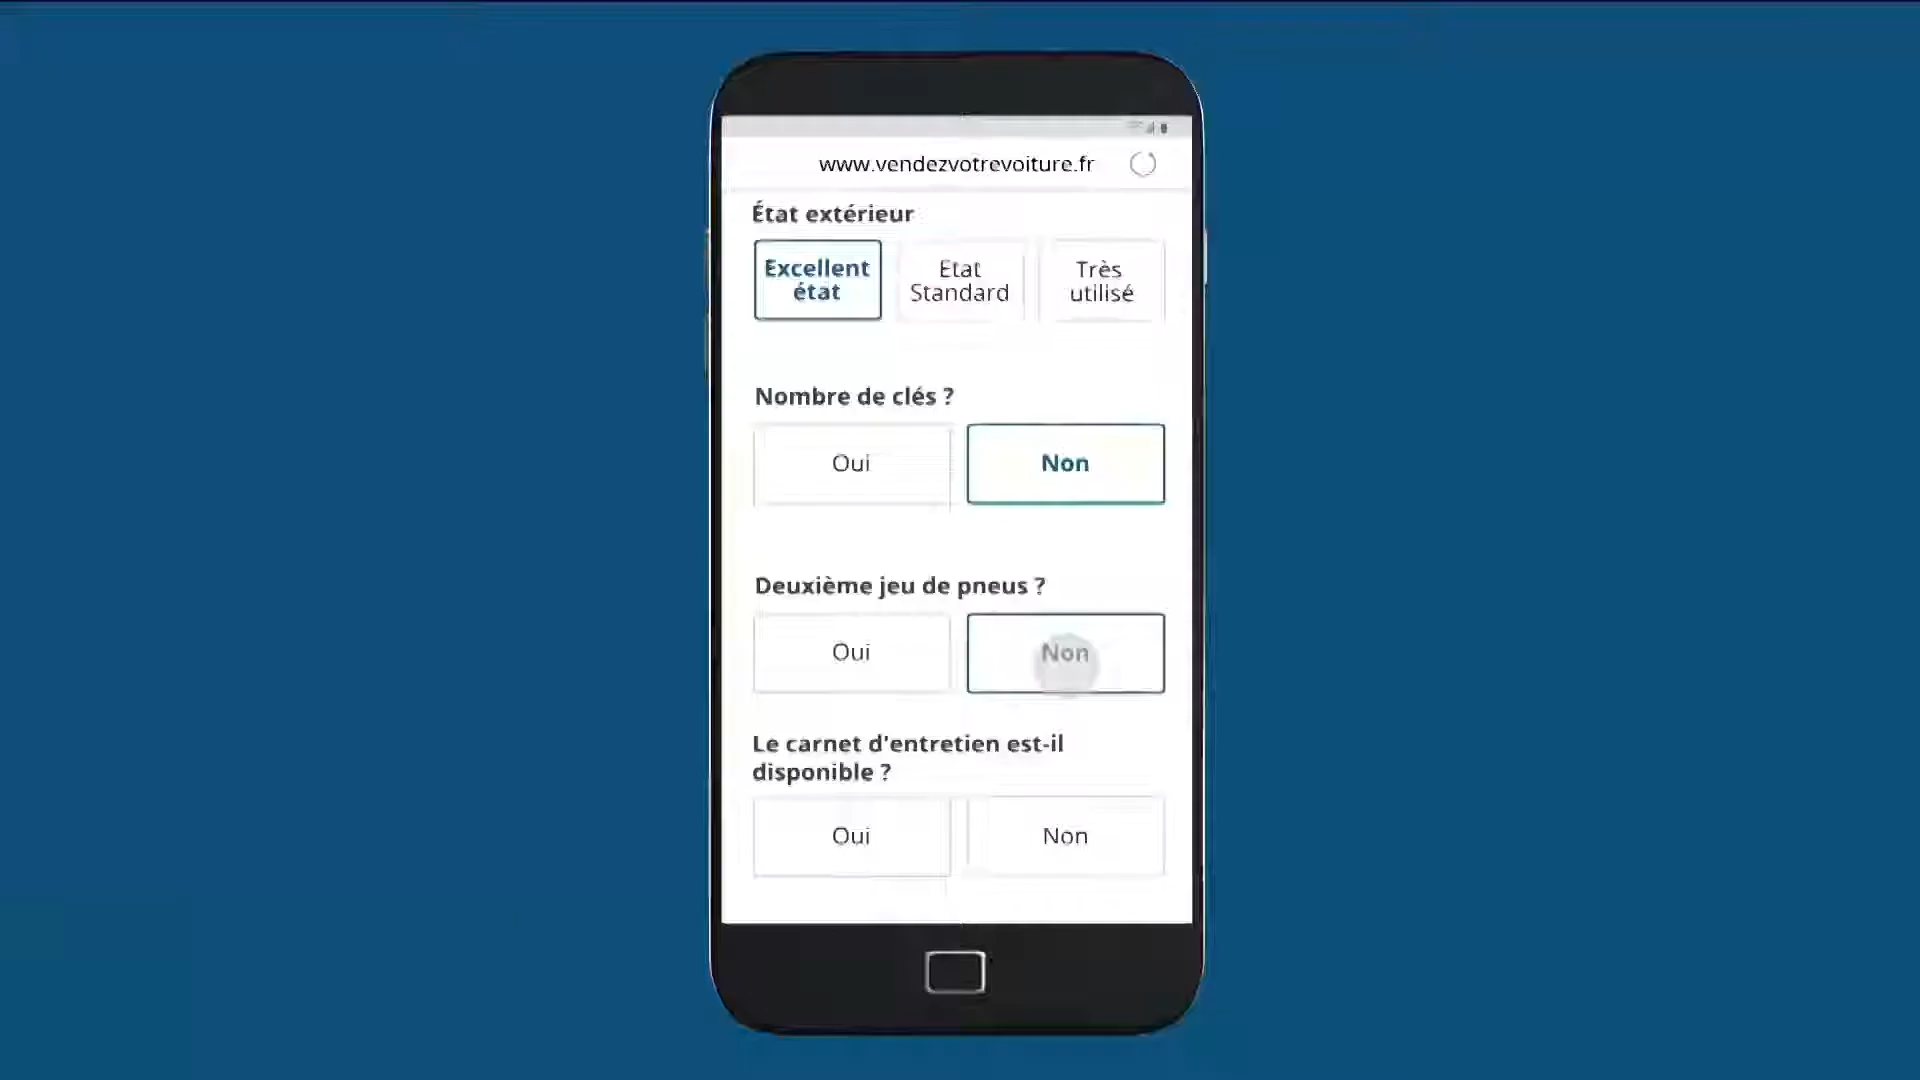 www.vendezvotrevoiture.fr
État extérieur
Excellent
état
Etat
Standard
Très
utilisé
Nombre de clés ?
Oui
Non
Deuxième jeu de pneus ?
Oui
Non
Le carnet d'entretien est-il
disponible ?
Oui
Non